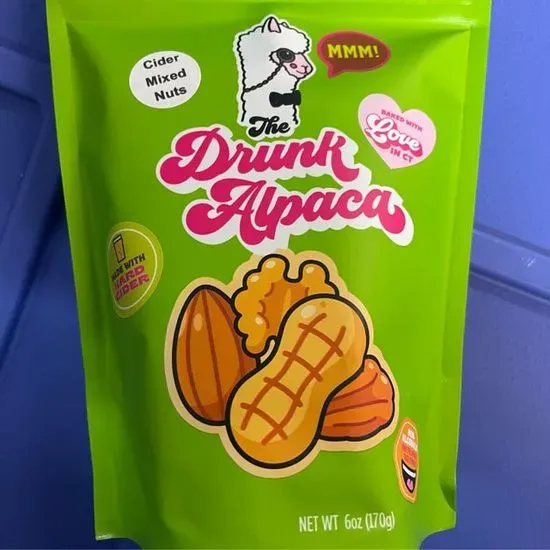 Cider
Mixed
Nuts
MMM!
The
Drunk
Alpaca
BAKED WITH
Love
IN CT
MADE WITH
HARD
CIDER
NET WT 6oz (170g)